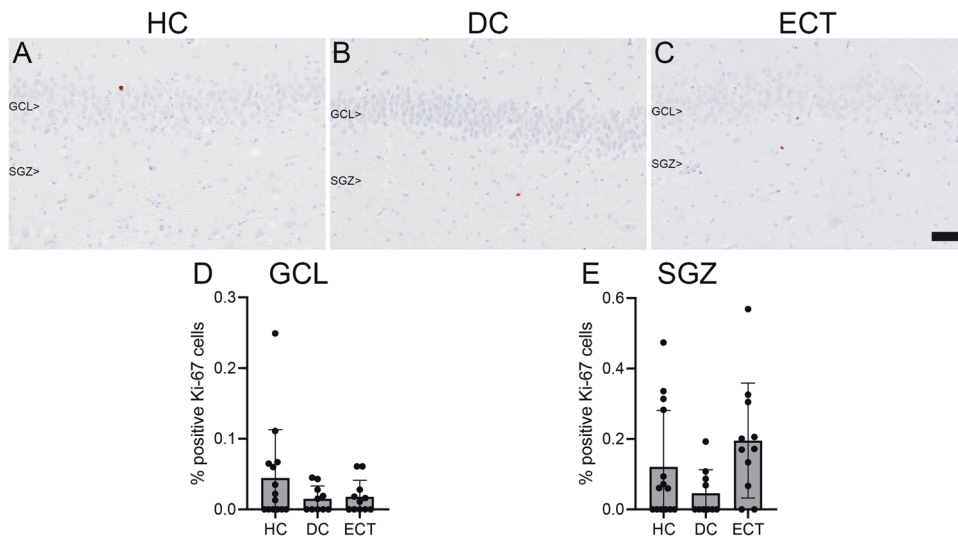 HC DC ECT
A B C
GCL> GCL> GCL>
SGZ> SGZ> SGZ>
D GCL
% positive Ki-67 cells
0.3
0.2
0.1
0.0
HC DC ECT
E SGZ
% positive Ki-67 cells
0.6
0.4
0.2
0.0
HC DC ECT